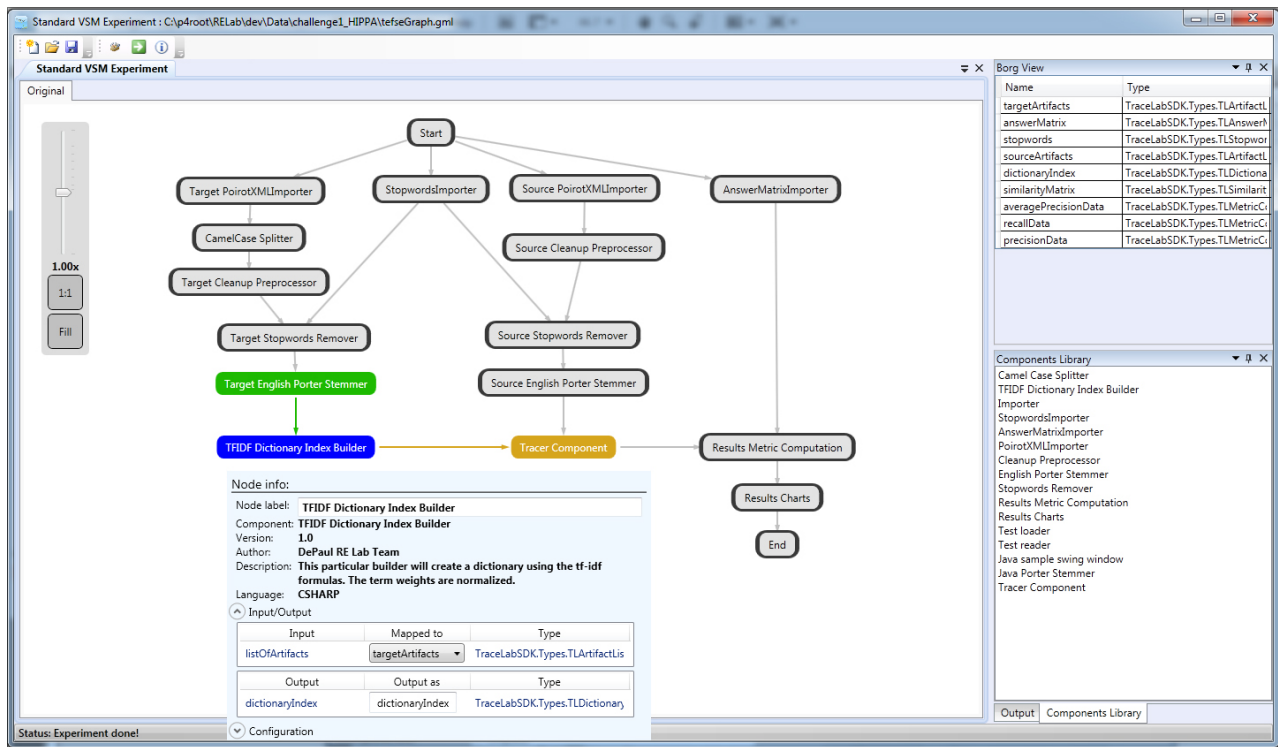 Standard VSM Experiment : C:\p4root\RELab\dev\Data\challenge1_HIPPA\tefseGraph.gml
Standard VSM Experiment
Original
1.00x
1:1
Fill
Start
Target PoirotXMLImporter
StopwordsImporter
Source PoirotXMLImporter
AnswerMatrixImporter
CamelCase Splitter
Source Cleanup Preprocessor
Target Cleanup Preprocessor
Target Stopwords Remover
Source Stopwords Remover
Target English Porter Stemmer
Source English Porter Stemmer
TFIDF Dictionary Index Builder
Tracer Component
Results Metric Computation
Results Charts
End
Node info:
Node label: TFIDF Dictionary Index Builder
Component: TFIDF Dictionary Index Builder
Version: 1.0
Author: DePaul RE Lab Team
Description: This particular builder will create a dictionary using the tf-idf
formulas. The term weights are normalized.
Language: CSHARP
Input/Output
Input Mapped to Type
listOfArtifacts targetArtifacts TraceLabSDK.Types.TLArtifactLis
Output Output as Type
dictionaryIndex dictionaryIndex TraceLabSDK.Types.TLDictionary
Configuration
Borg View
Name Type
targetArtifacts TraceLabSDK.Types.TLArtifactL
answerMatrix TraceLabSDK.Types.TLAnswerM
stopwords TraceLabSDK.Types.TLStopwor
sourceArtifacts TraceLabSDK.Types.TLArtifactL
dictionaryIndex TraceLabSDK.Types.TLDictiona
similarityMatrix TraceLabSDK.Types.TLSimilarit
averagePrecisionData TraceLabSDK.Types.TLMetricCo
recallData TraceLabSDK.Types.TLMetricCo
precisionData TraceLabSDK.Types.TLMetricCo
Components Library
Camel Case Splitter
TFIDF Dictionary Index Builder
Importer
StopwordsImporter
AnswerMatrixImporter
PoirotXMLImporter
Cleanup Preprocessor
English Porter Stemmer
Stopwords Remover
Results Metric Computation
Results Charts
Test loader
Test reader
Java sample swing window
Java Porter Stemmer
Tracer Component
Output Components Library
Status: Experiment done!